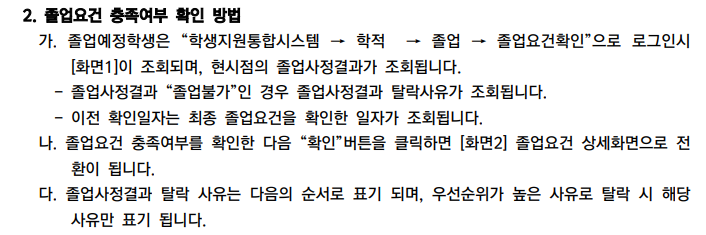 2. 졸업요건 충족여부 확인 방법
가. 졸업예정학생은 “학생지원통합시스템 → 학적 → 졸업 → 졸업요건확인”으로 로그인시
[화면1]이 조회되며, 현시점의 졸업사정결과가 조회됩니다.
- 졸업사정결과 “졸업불가”인 경우 졸업사정결과 탈락사유가 조회됩니다.
- 이전 확인일자는 최종 졸업요건을 확인한 일자가 조회됩니다.
나. 졸업요건 충족여부를 확인한 다음 “확인”버튼을 클릭하면 [화면2] 졸업요건 상세화면으로 전
환이 됩니다.
다. 졸업사정결과 탈락 사유는 다음의 순서로 표기 되며, 우선순위가 높은 사유로 탈락 시 해당
사유만 표기 됩니다.